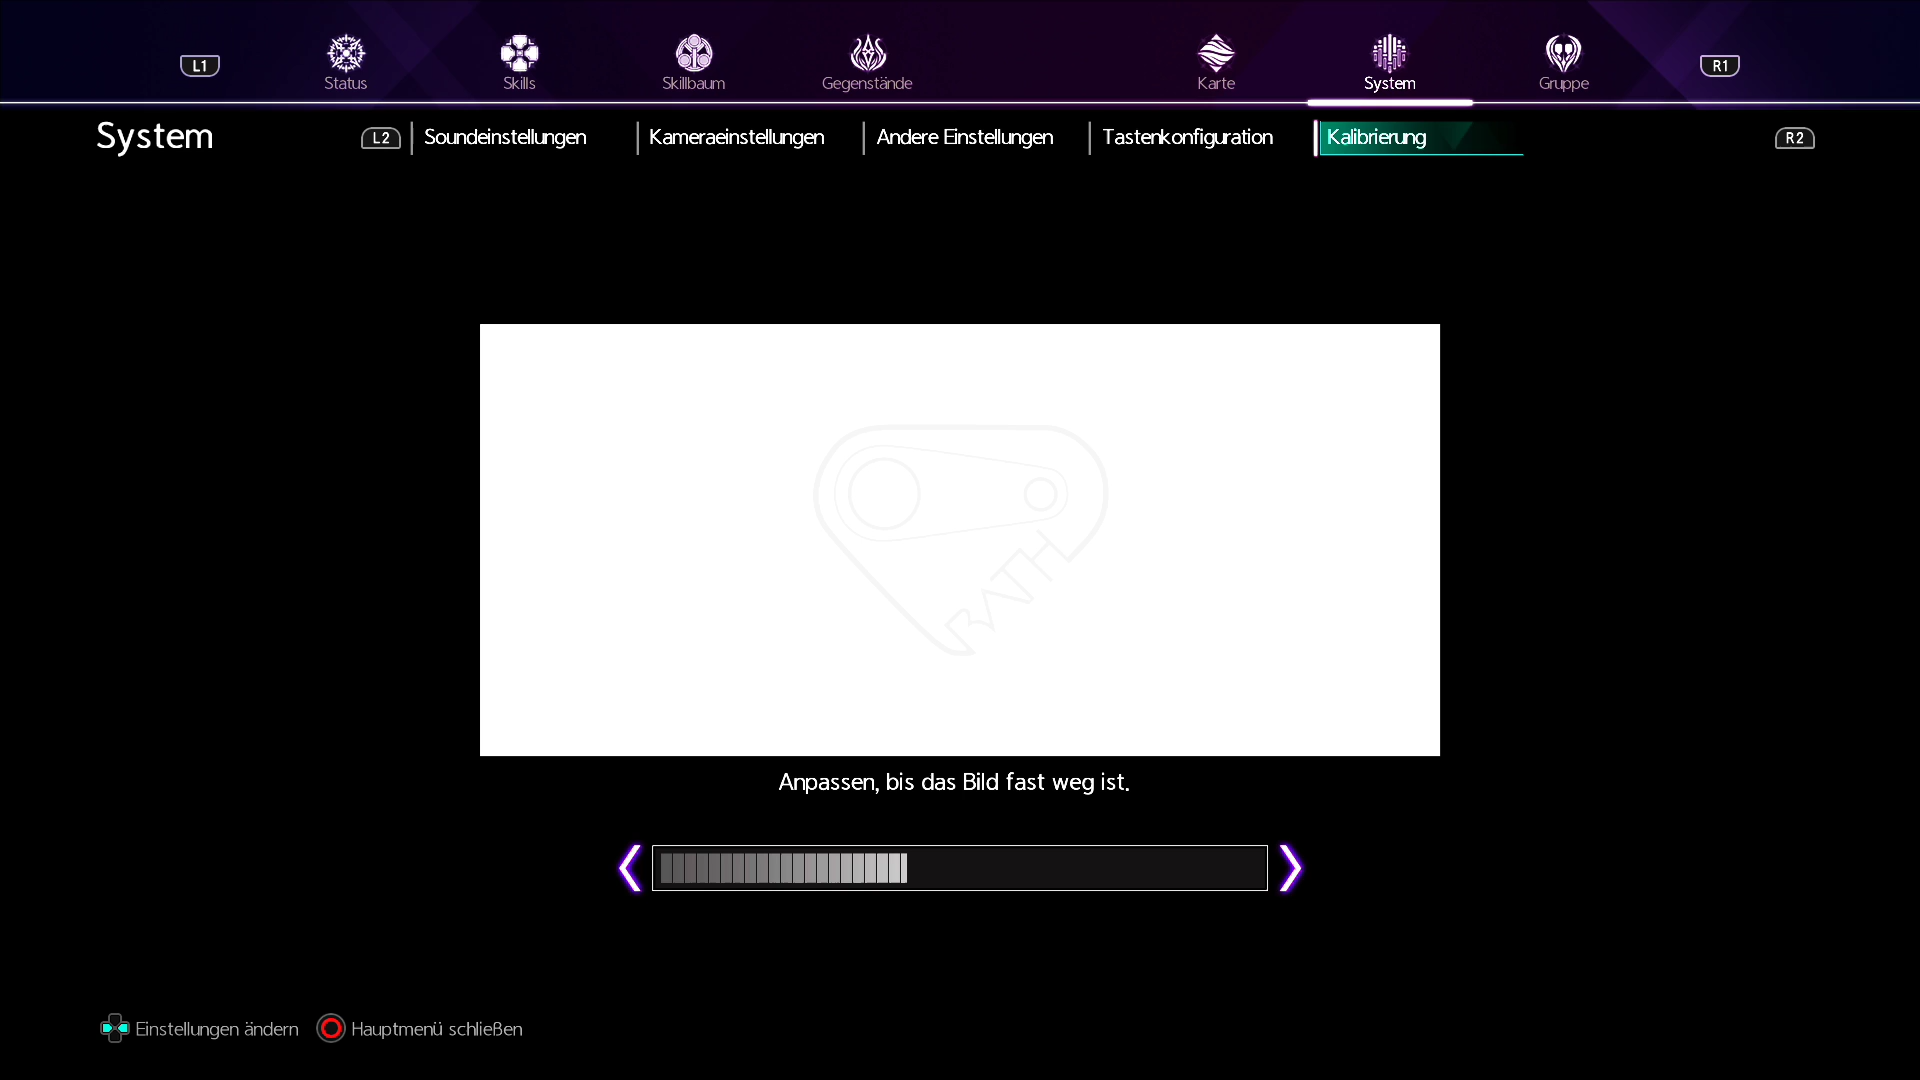 L1
Status
Skills
Skillbaum
Gegenstände
Karte
System
Gruppe
R1
System
L2
Soundeinstellungen
Kameraeinstellungen
Andere Einstellungen
Tastenkonfiguration
Kalibrierung
R2
RATH
Anpassen, bis das Bild fast weg ist.
Einstellungen ändern
Hauptmenü schließen